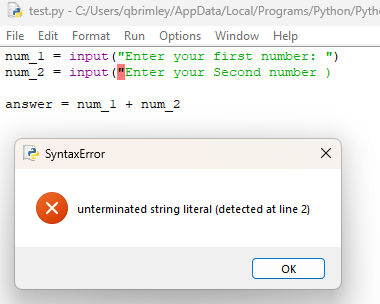 test.py - C:/Users/qbrimley/AppData/Local/Programs/Python/Pytho
File Edit Format Run Options Window Help
num_1 = input("Enter your first number: ")
num_2 = input("Enter your Second number )
answer = num_1 + num_2
SyntaxError
unterminated string literal (detected at line 2)
OK